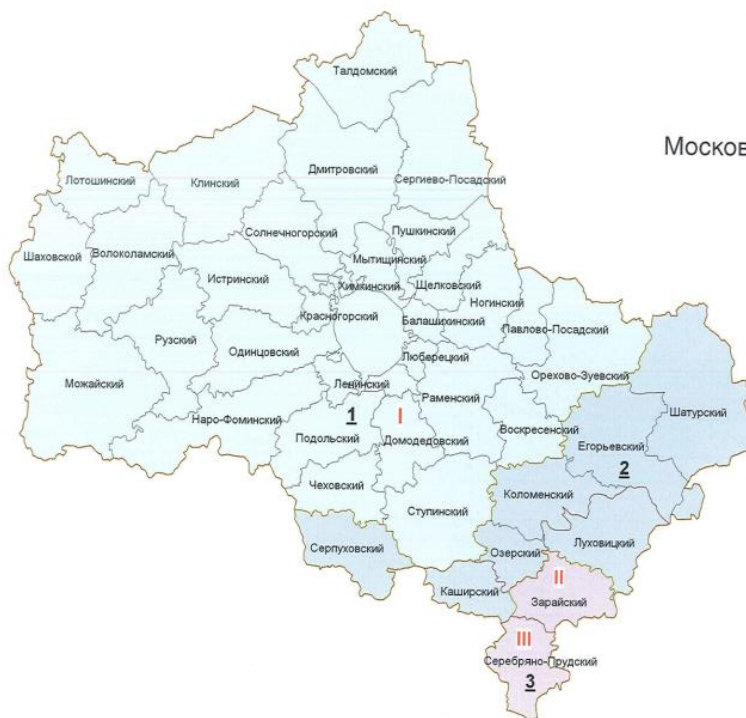 Талдомский
Москов
Дмитровский
Лотошинский
Клинский
Сергиево-Посадский
Солнечногорский
Пушкинский
Шаховской
Волоколамский
Мытищинский
Истринский
Химкинский
Щелковский
Ногинский
Красногорский
Балашихинский
Павлово-Посадский
Рузский
Одинцовский
Люберецкий
Можайский
Ленинский
Орехово-Зуевский
Раменский
Шатурский
Наро-Фоминский
1
I
Воскресенский
Подольский
Домодедовский
Егорьевский
2
Чеховский
Коломенский
Ступинский
Серпуховский
Озерский
Луховицкий
Каширский
II
Зарайский
III
Серебряно-Прудский
3